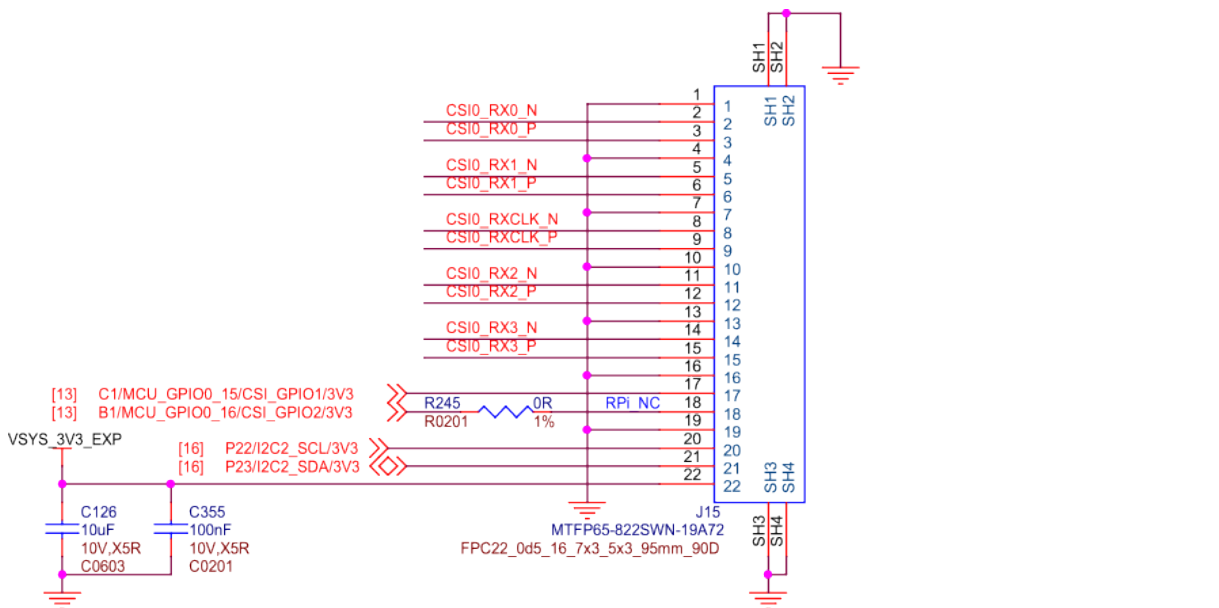 SH1
SH2
1
2
3
4
5
6
7
8
9
10
11
12
13
14
15
16
17
18
19
20
21
22
1
2
3
4
5
6
7
8
9
10
11
12
13
14
15
16
17
18
19
20
21
22
SH1
SH2
SH3
SH4
SH3
SH4
CSI0_RX0_N
CSI0_RX0_P
CSI0_RX1_N
CSI0_RX1_P
CSI0_RXCLK_N
CSI0_RXCLK_P
CSI0_RX2_N
CSI0_RX2_P
CSI0_RX3_N
CSI0_RX3_P
[13] C1/MCU_GPIO0_15/CSI_GPIO1/3V3
[13] B1/MCU_GPIO0_16/CSI_GPIO2/3V3
R245 0R RPi_NC
R0201 1%
VSYS_3V3_EXP
[16] P22/I2C2_SCL/3V3
[16] P23/I2C2_SDA/3V3
C126
10uF
10V,X5R
C0603
C355
100nF
10V,X5R
C0201
J15
MTFP65-822SWN-19A72
FPC22_0d5_16_7x3_5x3_95mm_90D